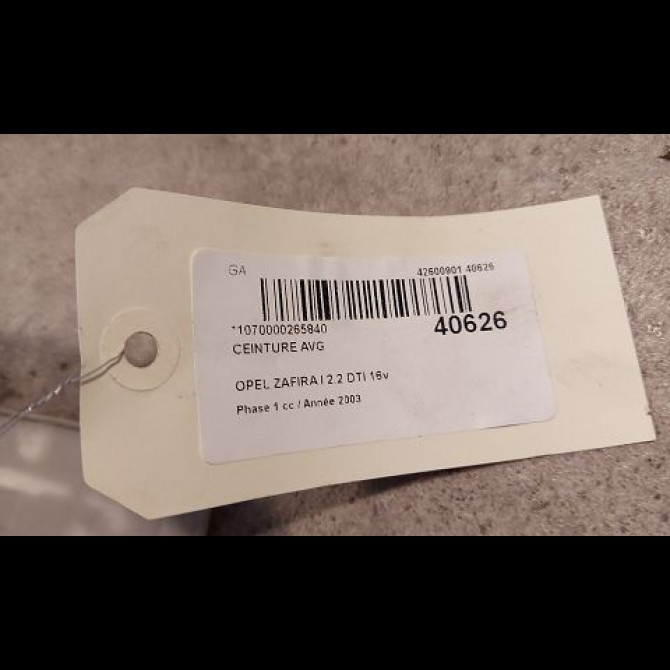 GA 42600901 40626
*1070000265840 40626
CEINTURE AVG
OPEL ZAFIRA I 2.2 DTI 16v
Phase 1 cc / Année 2003